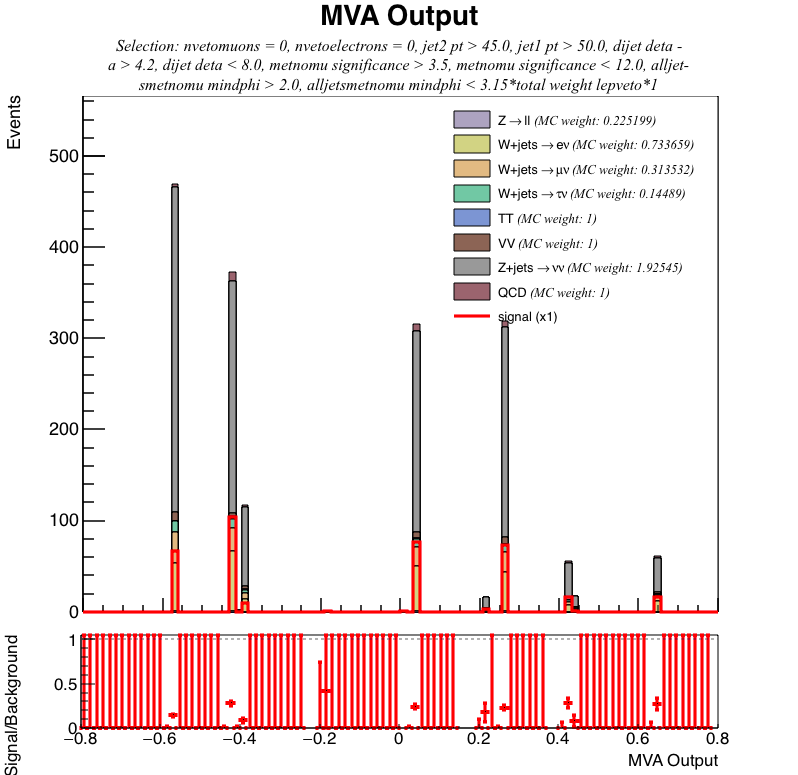 MVA Output
Selection: nvetomuons = 0, nvetoelectrons = 0, jet2 pt > 45.0, jet1 pt > 50.0, dijet deta -
a > 4.2, dijet deta < 8.0, metnomu significance > 3.5, metnomu significance < 12.0, alljet-
smetnomu mindphi > 2.0, alljetsmetnomu mindphi < 3.15*total weight lepveto*1
Events
500
400
300
200
100
0
Z→ll (MC weight: 0.225199)
W+jets→eν (MC weight: 0.733659)
W+jets→μν (MC weight: 0.313532)
W+jets→τν (MC weight: 0.14489)
TT (MC weight: 1)
VV (MC weight: 1)
Z+jets→νν (MC weight: 1.92545)
QCD (MC weight: 1)
signal (x1)
Signal/Background
1
0.5
0
−0.8 −0.6 −0.4 −0.2 0 0.2 0.4 0.6 0.8
MVA Output